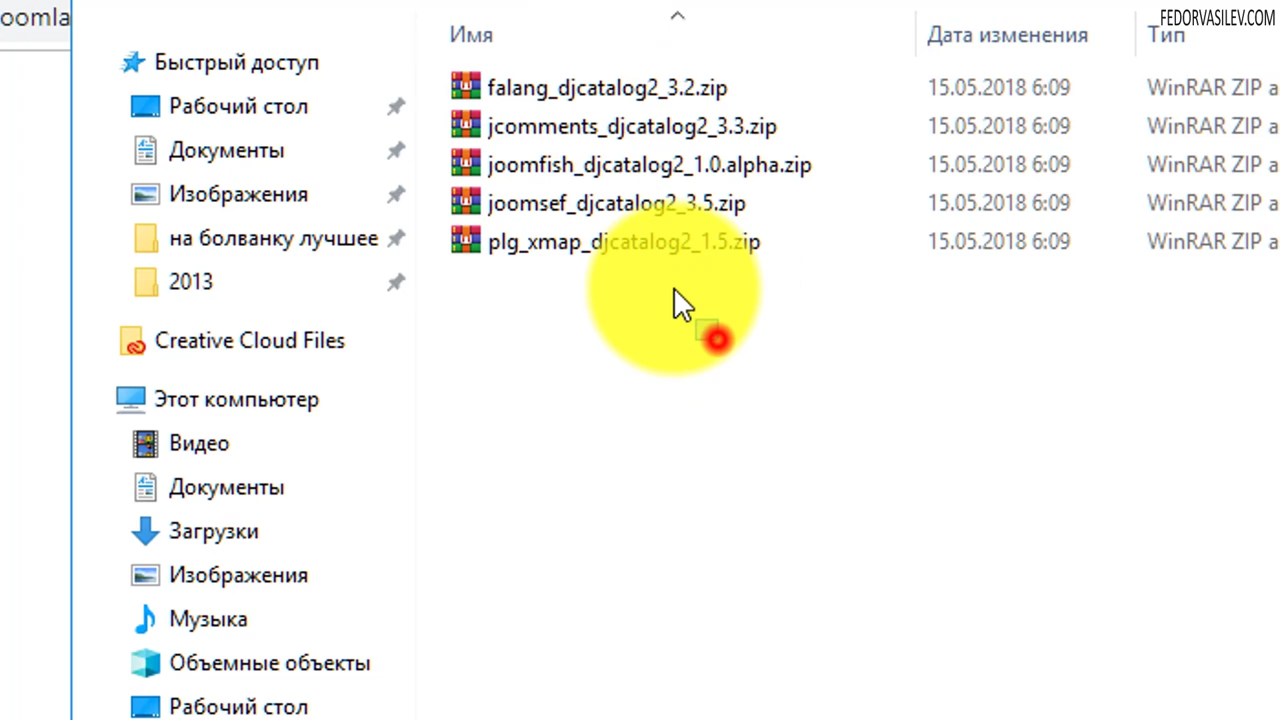 oomla
FEDORVASILEV.COM
Имя
Дата изменения
Тип
Быстрый доступ
Рабочий стол
Документы
Изображения
на болванку лучшее
2013
Creative Cloud Files
Этот компьютер
Видео
Документы
Загрузки
Изображения
Музыка
Объемные объекты
Рабочий стол
falang_djcatalog2_3.2.zip 15.05.2018 6:09 WinRAR ZIP a
jcomments_djcatalog2_3.3.zip 15.05.2018 6:09 WinRAR ZIP a
joomfish_djcatalog2_1.0.alpha.zip 15.05.2018 6:09 WinRAR ZIP a
joomsef_djcatalog2_3.5.zip 15.05.2018 6:09 WinRAR ZIP a
plg_xmap_djcatalog2_1.5.zip 15.05.2018 6:09 WinRAR ZIP a